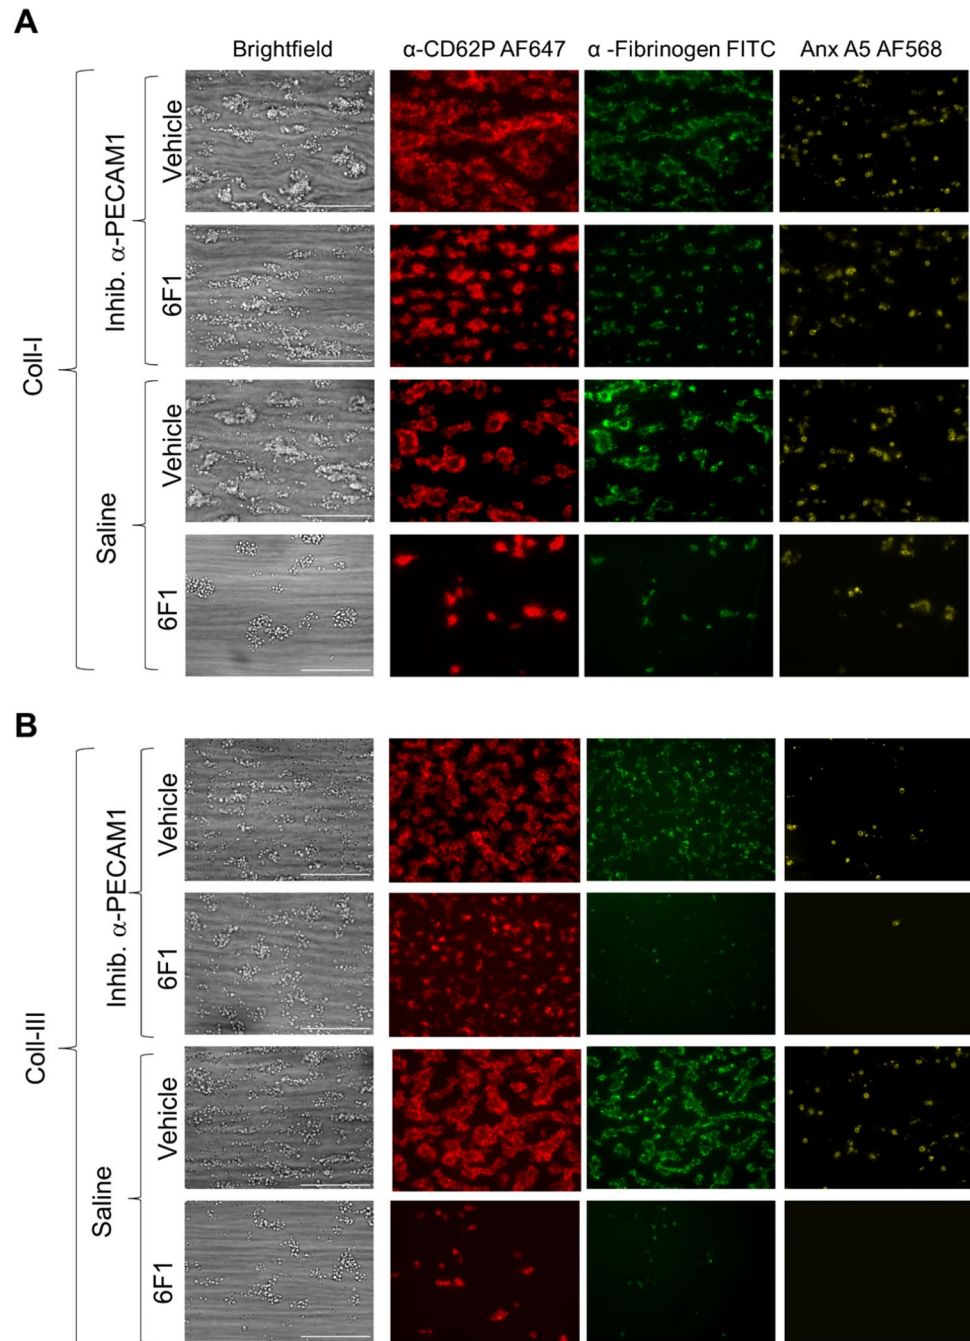 A
Brightfield α-CD62P AF647 α -Fibrinogen FITC Anx A5 AF568
Coll-I
Inhib. α-PECAM1
Vehicle
6F1
Saline
Vehicle
6F1
B
Coll-III
Inhib. α-PECAM1
Vehicle
6F1
Saline
Vehicle
6F1